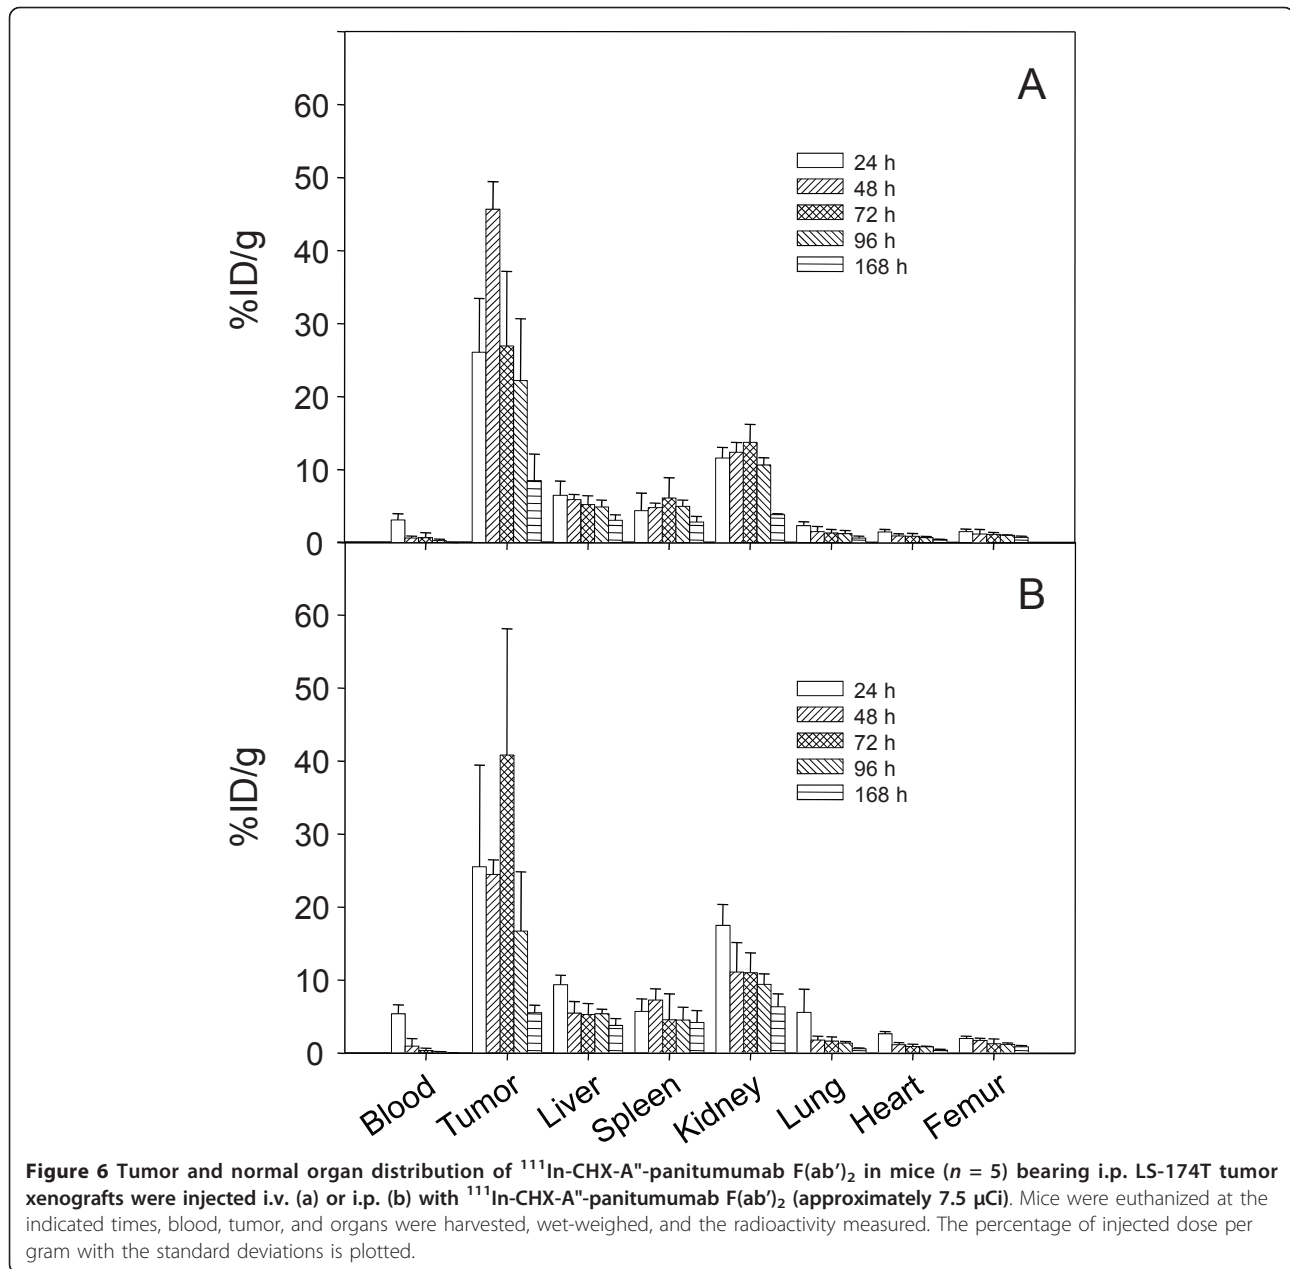 A
60
50
40
30
20
10
0
%ID/g
24 h
48 h
72 h
96 h
168 h
B
60
50
40
30
20
10
0
%ID/g
24 h
48 h
72 h
96 h
168 h
Blood Tumor Liver Spleen Kidney Lung Heart Femur
Figure 6 Tumor and normal organ distribution of ¹¹¹In-CHX-A"-panitumumab F(ab′)₂ in mice (n = 5) bearing i.p. LS-174T tumor
xenografts were injected i.v. (a) or i.p. (b) with ¹¹¹In-CHX-A"-panitumumab F(ab′)₂ (approximately 7.5 μCi). Mice were euthanized at the
indicated times, blood, tumor, and organs were harvested, wet-weighed, and the radioactivity measured. The percentage of injected dose per
gram with the standard deviations is plotted.